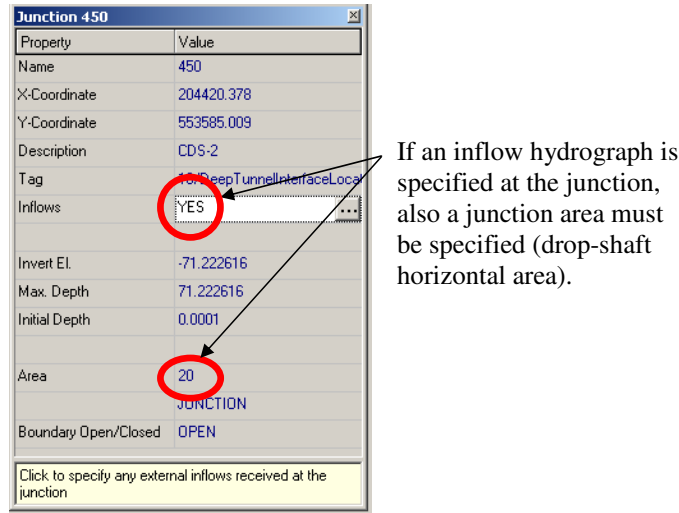 Junction 450
Property Value
Name 450
X-Coordinate 204420.378
Y-Coordinate 553585.009
Description CDS-2
Tag 10/DeepTunnelInterfaceLocat
Inflows YES ...
Invert El. -71.222616
Max. Depth 71.222616
Initial Depth 0.0001
Area 20
JUNCTION
Boundary Open/Closed OPEN
Click to specify any external inflows received at the
junction
If an inflow hydrograph is
specified at the junction,
also a junction area must
be specified (drop-shaft
horizontal area).